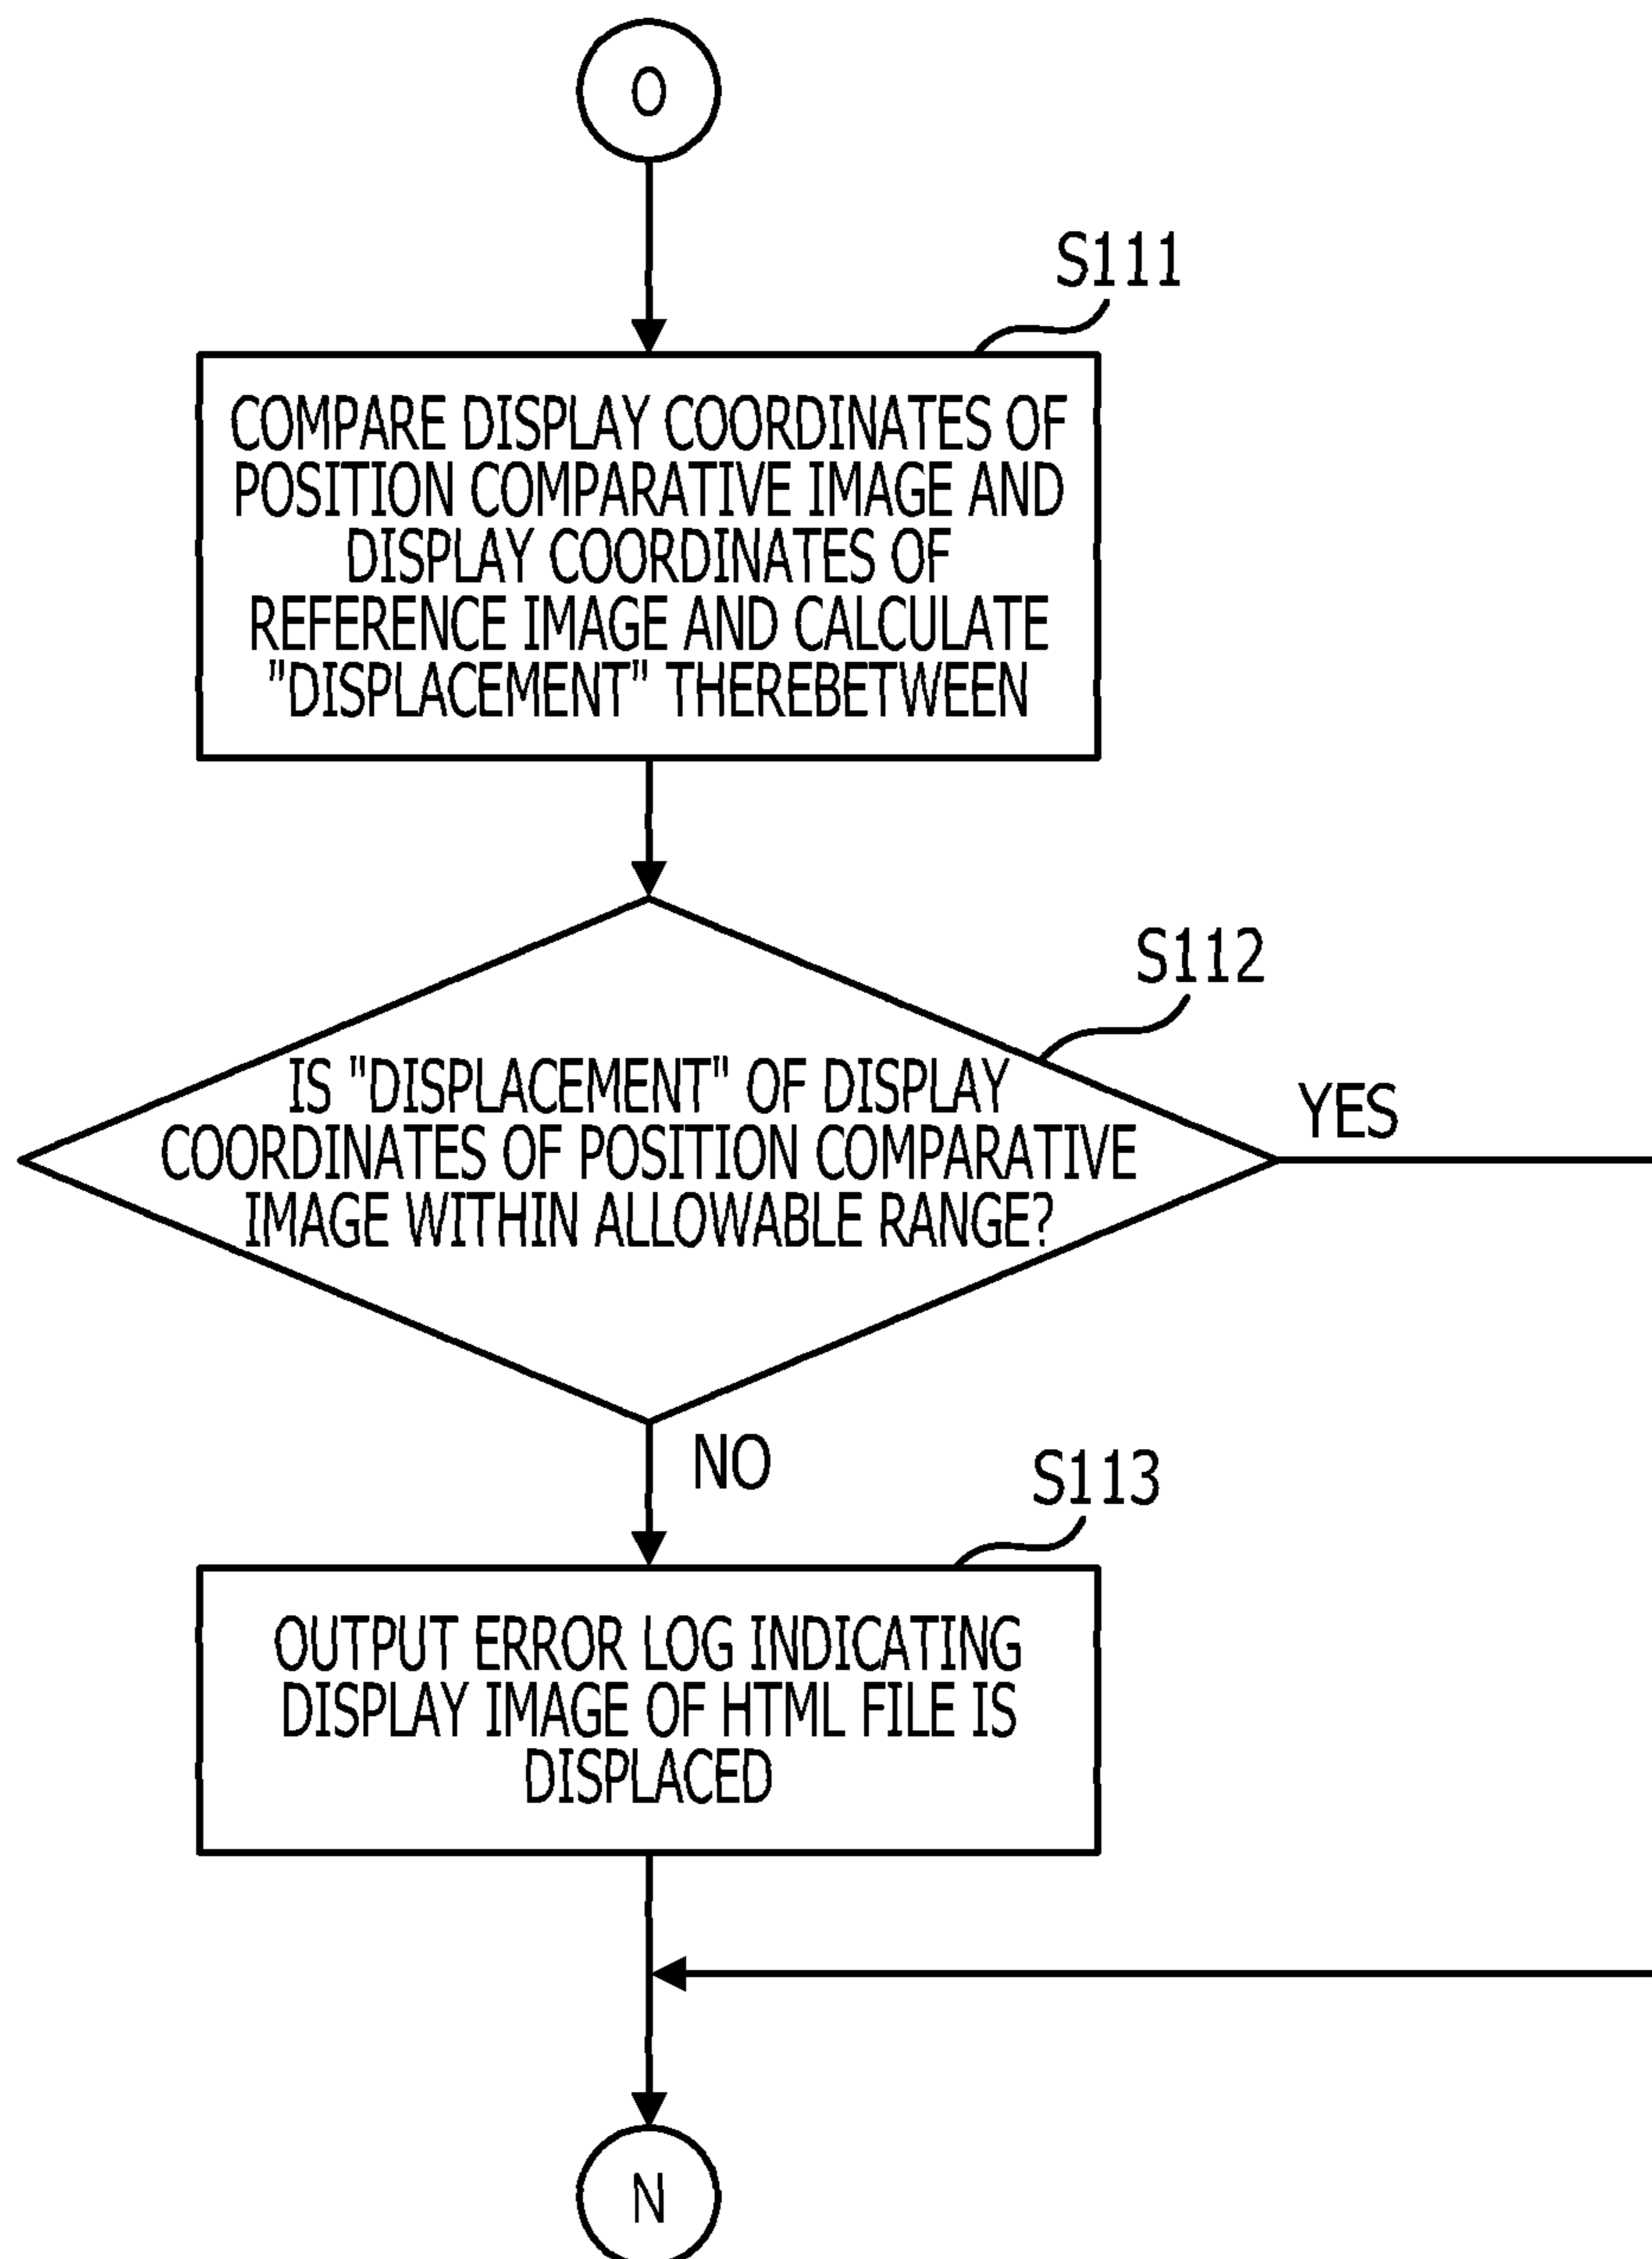 O
S111
COMPARE DISPLAY COORDINATES OF
POSITION COMPARATIVE IMAGE AND
DISPLAY COORDINATES OF
REFERENCE IMAGE AND CALCULATE
"DISPLACEMENT" THEREBETWEEN
S112
IS "DISPLACEMENT" OF DISPLAY
COORDINATES OF POSITION COMPARATIVE
IMAGE WITHIN ALLOWABLE RANGE?
YES
NO
S113
OUTPUT ERROR LOG INDICATING
DISPLAY IMAGE OF HTML FILE IS
DISPLACED
N